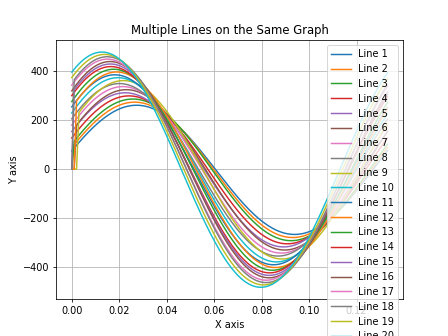 Multiple Lines on the Same Graph
Y axis
400
200
0
−200
−400
0.00
0.02
0.04
0.06
0.08
0.10
X axis
Line 1
Line 2
Line 3
Line 4
Line 5
Line 6
Line 7
Line 8
Line 9
Line 10
Line 11
Line 12
Line 13
Line 14
Line 15
Line 16
Line 17
Line 18
Line 19
Line 20